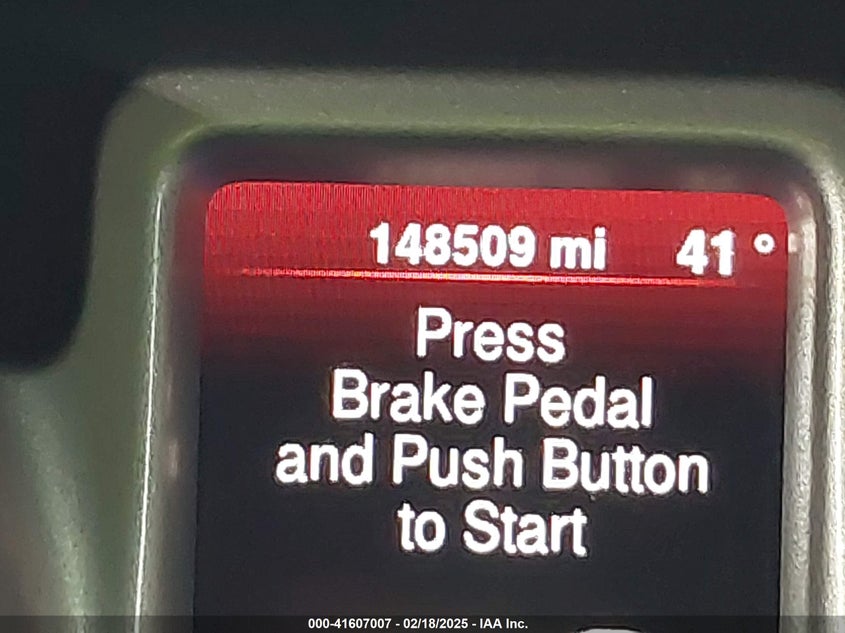 148509 mi 41°
Press
Brake Pedal
and Push Button
to Start
000-41607007 - 02/18/2025 - IAA Inc.